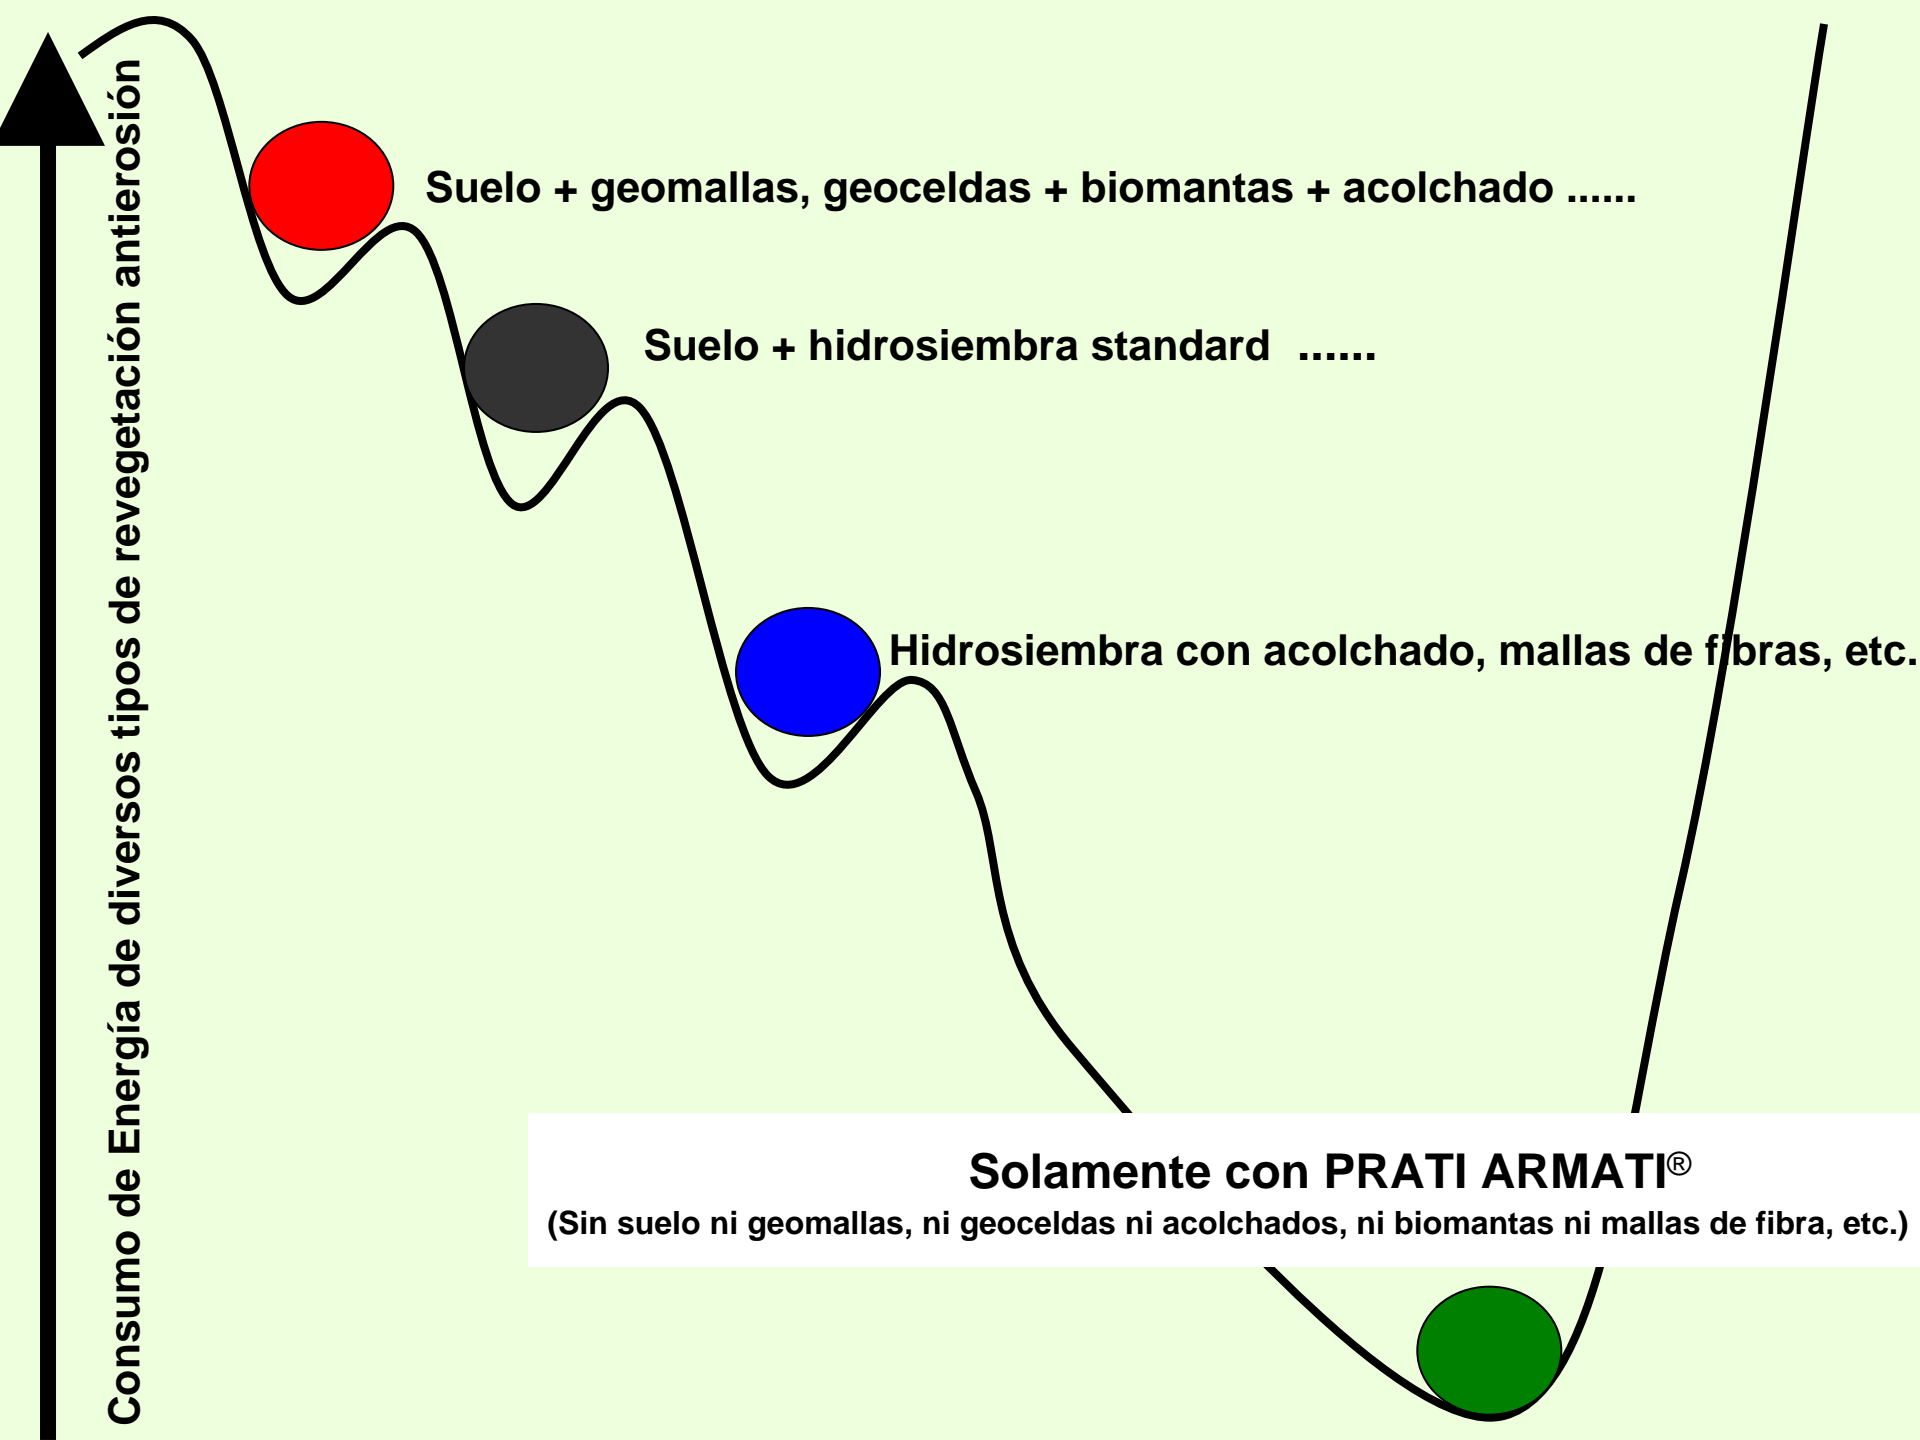 Consumo de Energía de diversos tipos de revegetación antierosión
Suelo + geomallas, geoceldas + biomantas + acolchado ......
Suelo + hidrosiembra standard ......
Hidrosiembra con acolchado, mallas de fibras, etc.
Solamente con PRATI ARMATI®
(Sin suelo ni geomallas, ni geoceldas ni acolchados, ni biomantas ni mallas de fibra, etc.)